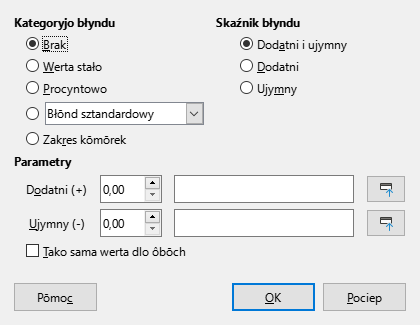 Kategoryjo błyndu
Skaźnik błyndu
Brak
Dodatni i ujymny
Werta stało
Dodatni
Procyntowo
Ujymny
Błōnd sztandardowy
Zakres kōmōrek
Parametry
Dodatni (+) 0,00
Ujymny (-) 0,00
Tako sama werta dlo ôbōch
Pōmoc
OK
Pociep